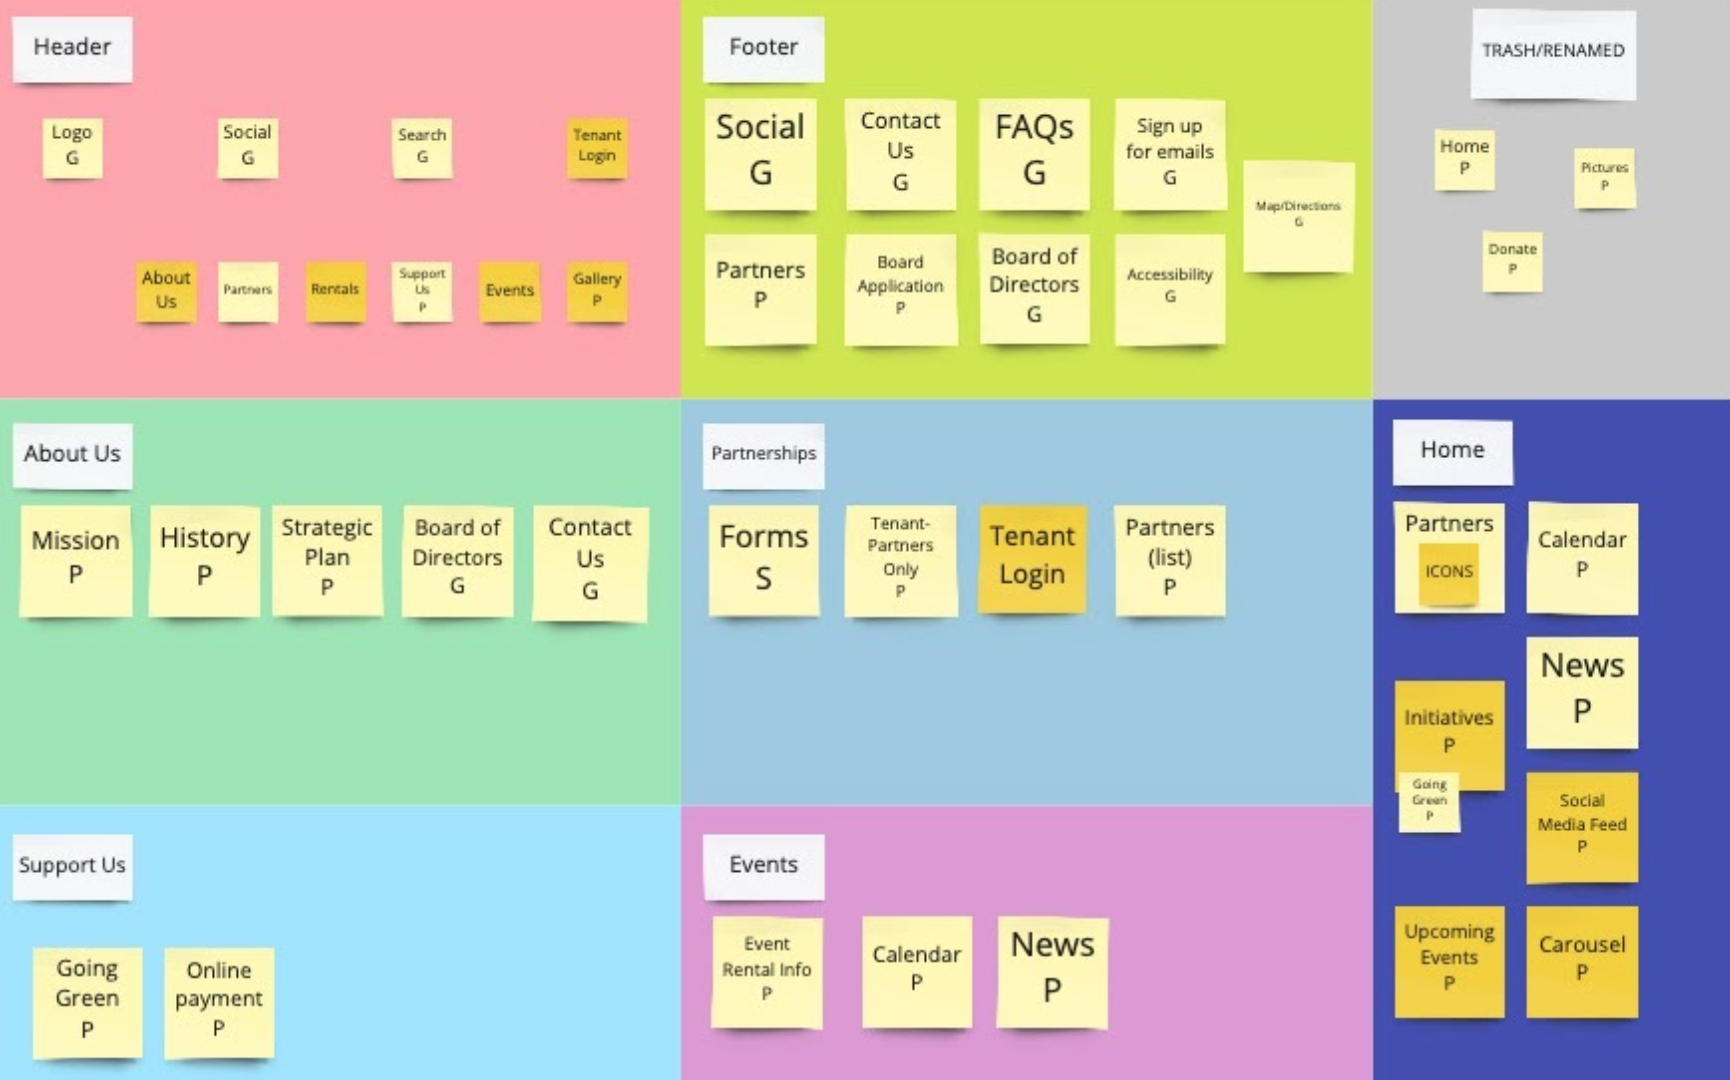 Header
Logo
G
Social
G
Search
G
Tenant
Login
About
Us
Partners
Rentals
Support
Us
P
Events
Gallery
P
Footer
Social
G
Contact
Us
G
FAQs
G
Sign up
for emails
G
Map/Directions
G
Partners
P
Board
Application
P
Board of
Directors
G
Accessibility
G
TRASH/RENAMED
Home
P
Pictures
P
Donate
P
About Us
Mission
P
History
P
Strategic
Plan
P
Board of
Directors
G
Contact
Us
G
Partnerships
Forms
S
Tenant-
Partners
Only
P
Tenant
Login
Partners
(list)
P
Home
Partners
ICONS
Calendar
P
News
P
Initiatives
P
Going
Green
P
Social
Media Feed
P
Upcoming
Events
P
Carousel
P
Support Us
Going
Green
P
Online
payment
P
Events
Event
Rental Info
P
Calendar
P
News
P